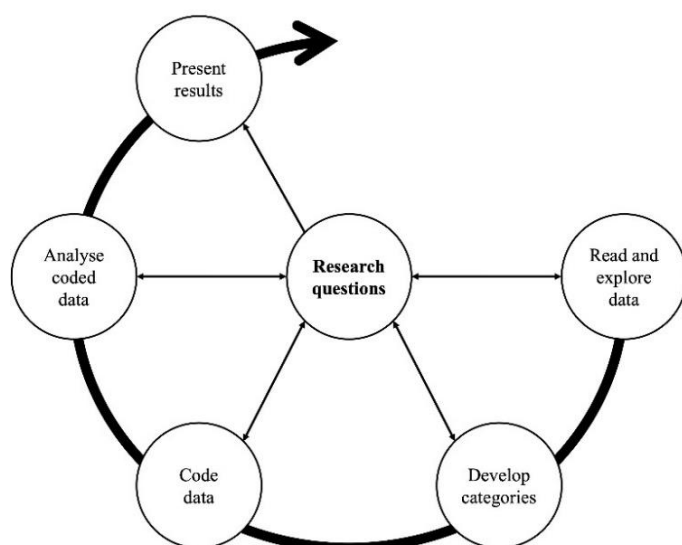 Present
results
Analyse
coded
data
Research
questions
Read and
explore
data
Code
data
Develop
categories